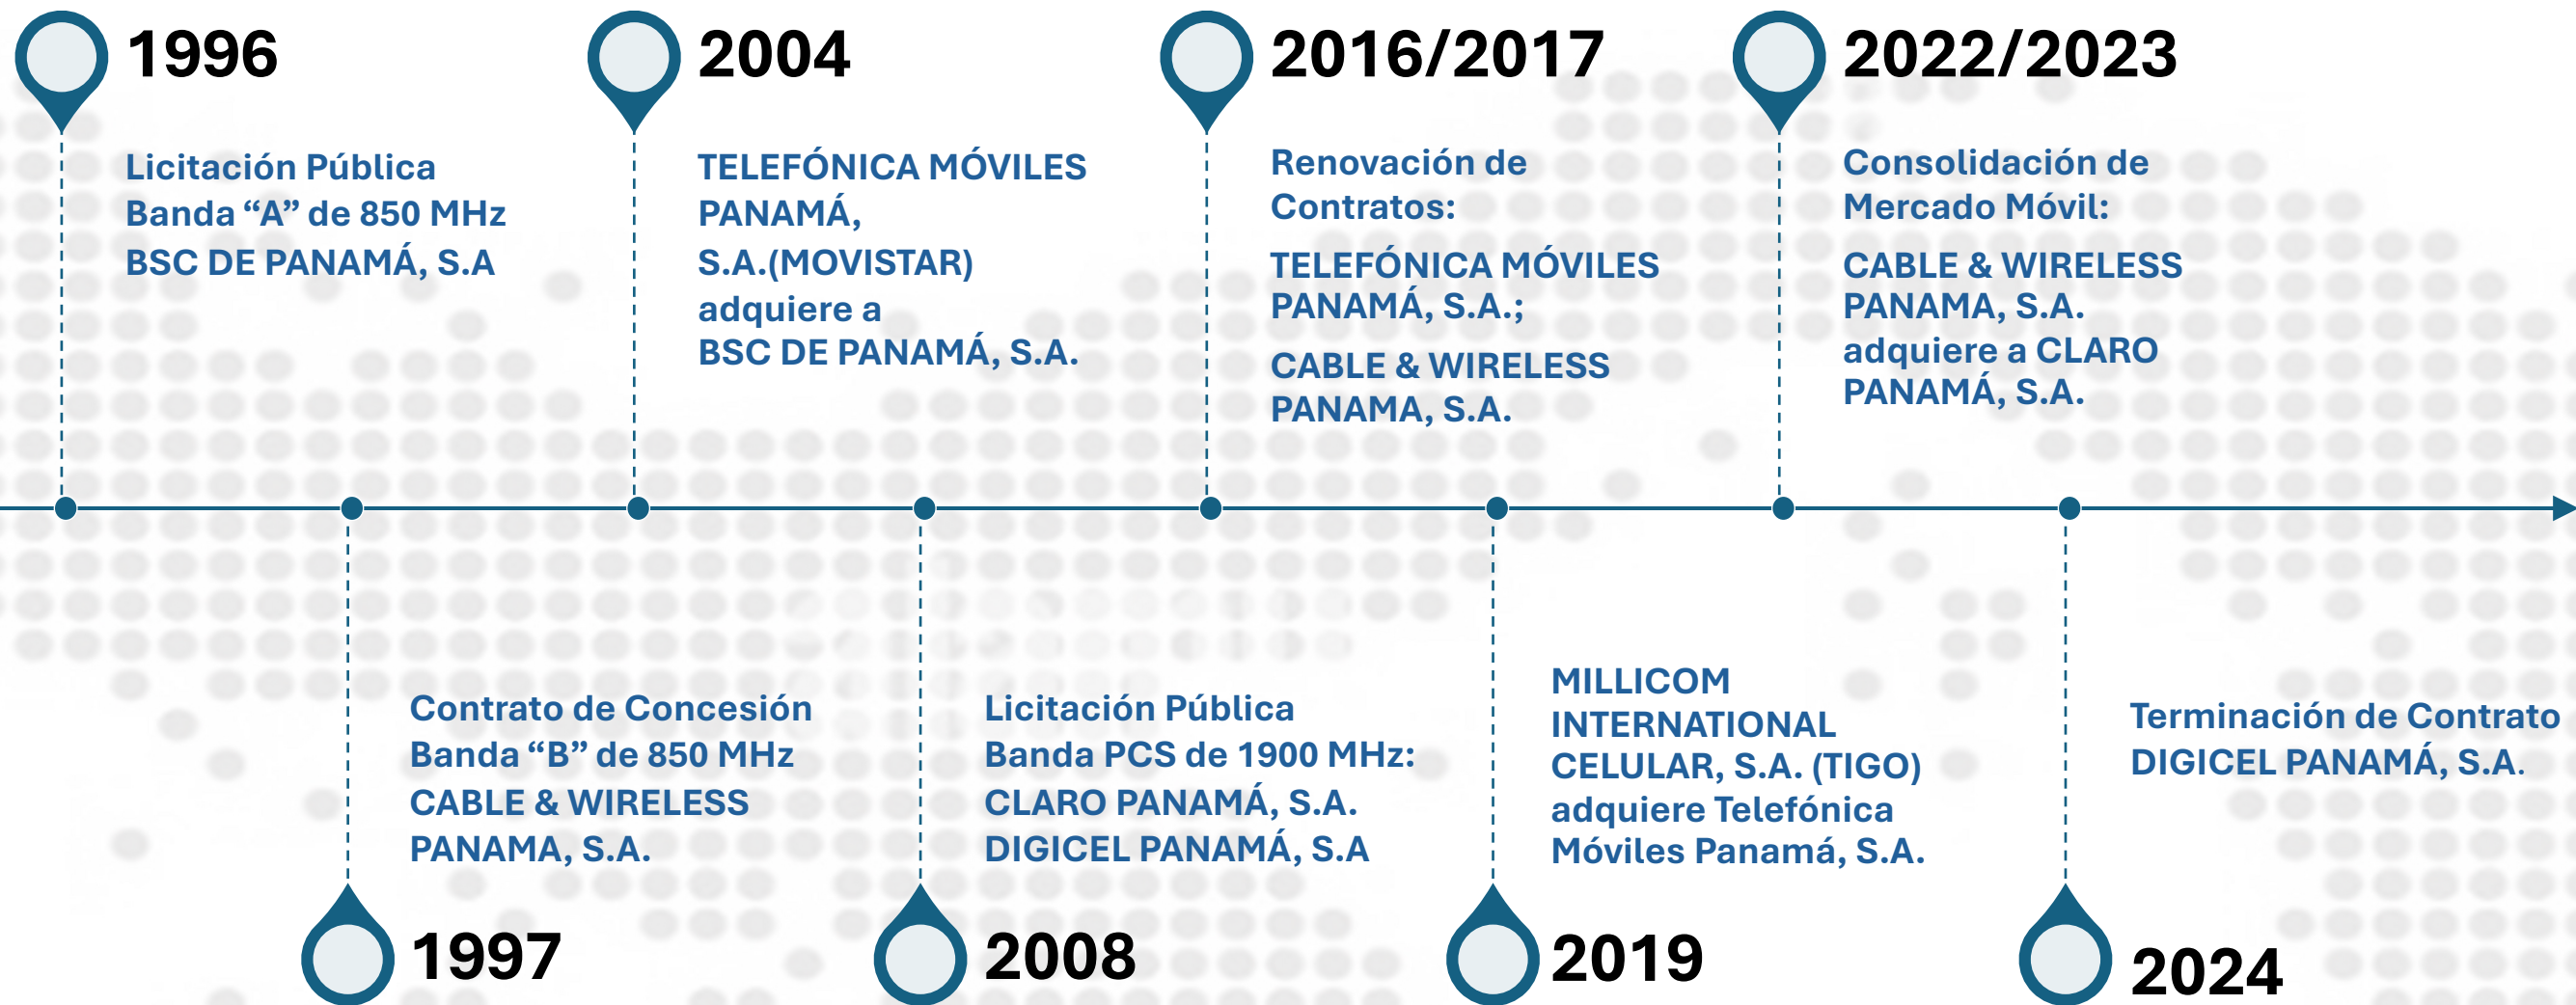 1996
Licitación Pública
Banda “A” de 850 MHz
BSC DE PANAMÁ, S.A
1997
Contrato de Concesión
Banda “B” de 850 MHz
CABLE & WIRELESS
PANAMA, S.A.
2004
TELEFÓNICA MÓVILES
PANAMÁ,
S.A.(MOVISTAR)
adquiere a
BSC DE PANAMÁ, S.A.
2008
Licitación Pública
Banda PCS de 1900 MHz:
CLARO PANAMÁ, S.A.
DIGICEL PANAMÁ, S.A
2016/2017
Renovación de
Contratos:
TELEFÓNICA MÓVILES
PANAMÁ, S.A.;
CABLE & WIRELESS
PANAMA, S.A.
2019
MILLICOM
INTERNATIONAL
CELULAR, S.A. (TIGO)
adquiere Telefónica
Móviles Panamá, S.A.
2022/2023
Consolidación de
Mercado Móvil:
CABLE & WIRELESS
PANAMA, S.A.
adquiere a CLARO
PANAMÁ, S.A.
2024
Terminación de Contrato
DIGICEL PANAMÁ, S.A.